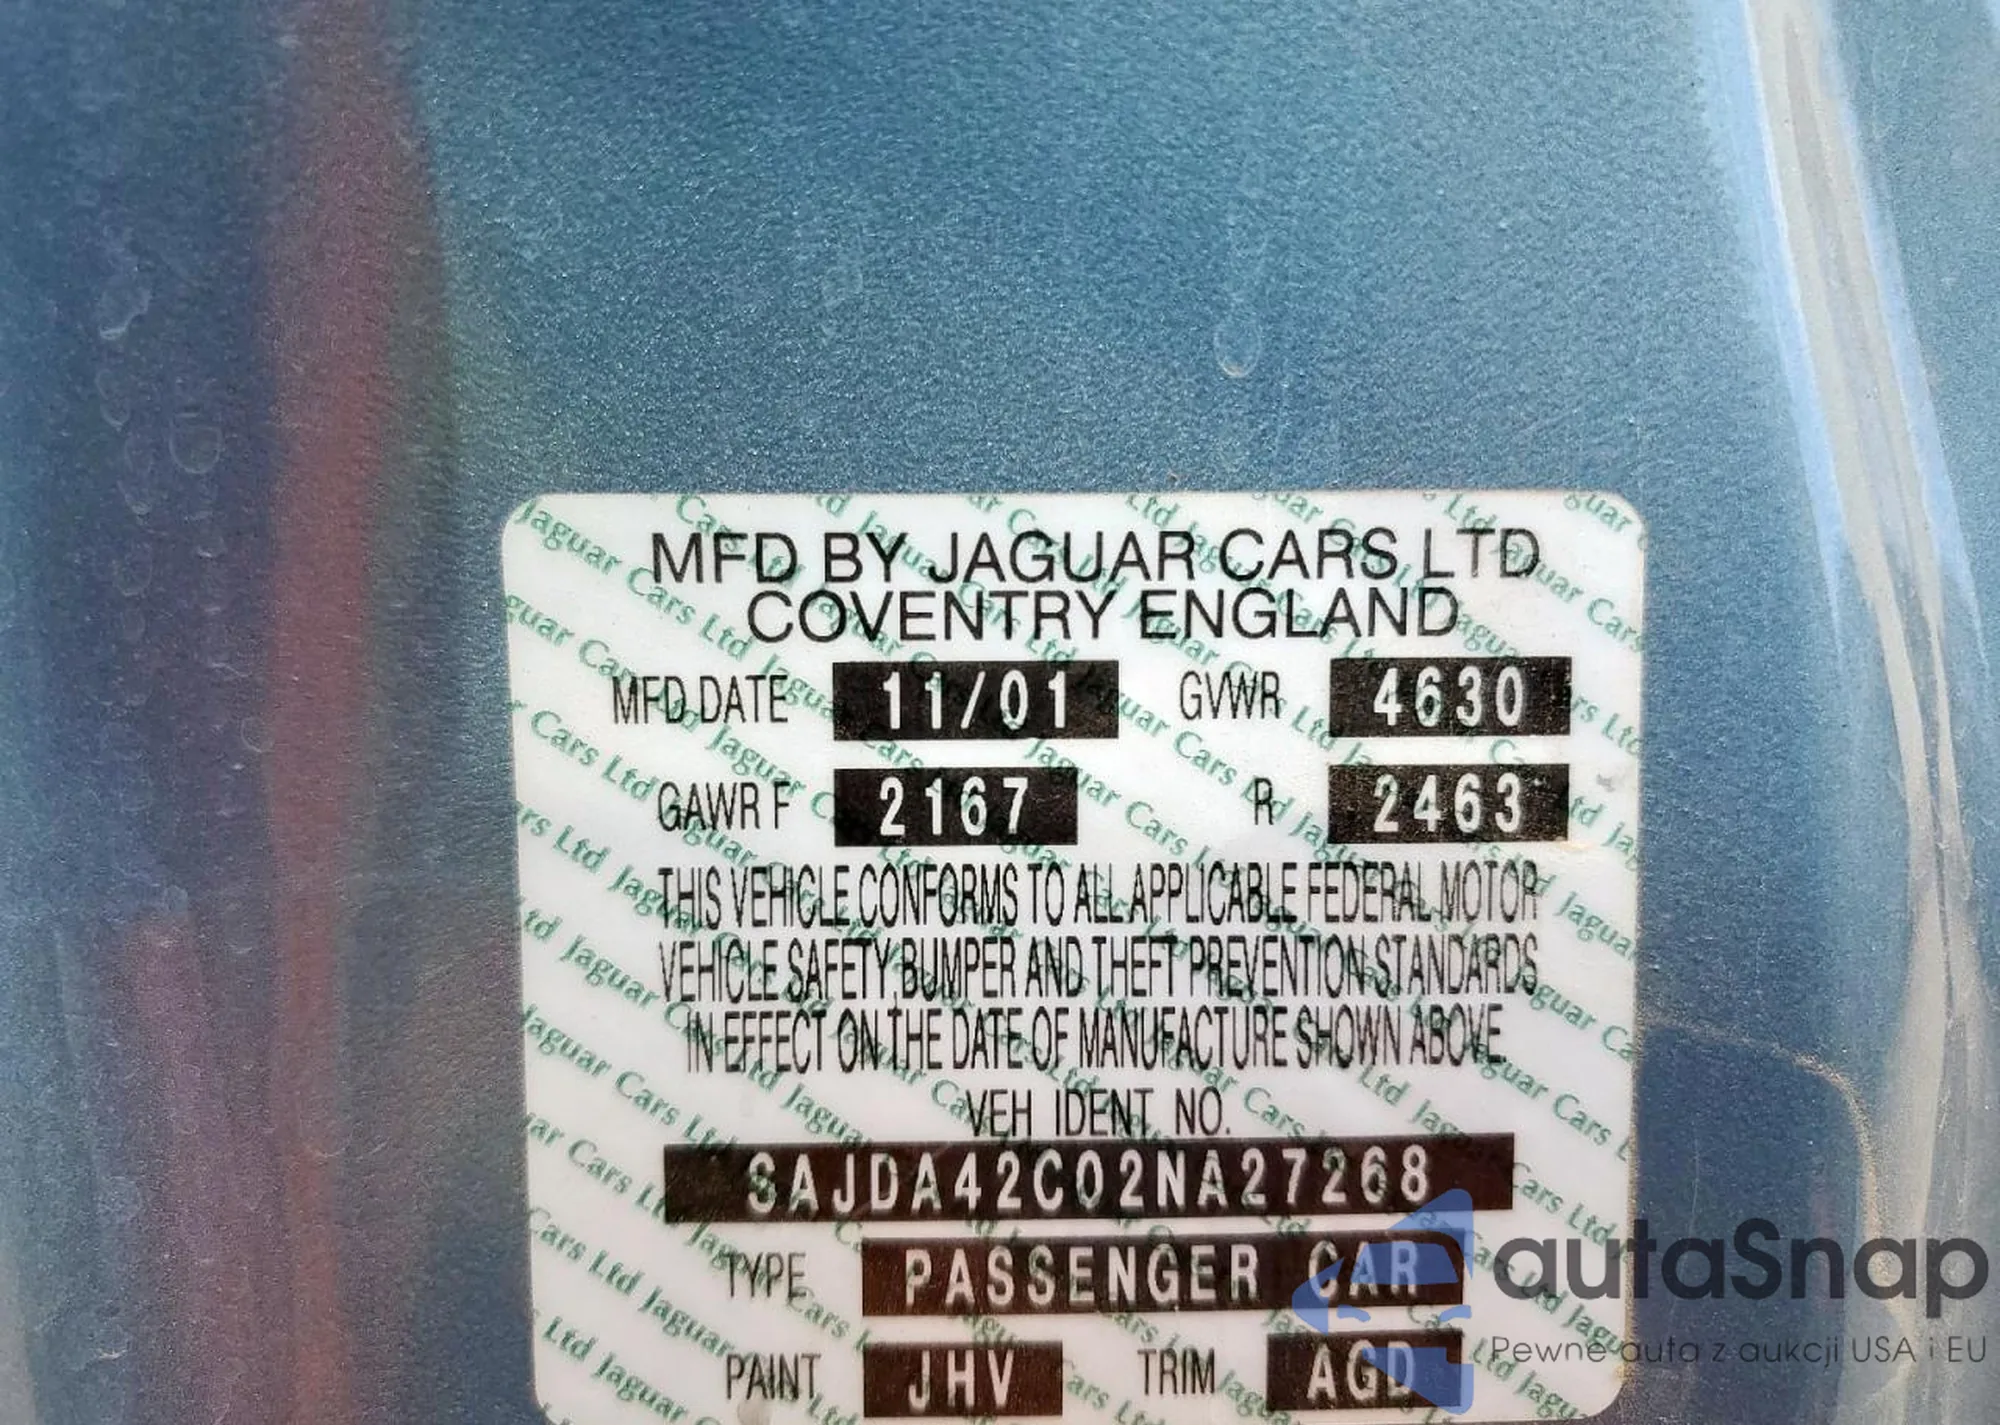 MFD BY JAGUAR CARS LTD
COVENTRY ENGLAND
MFD DATE 11/01 GVWR 4630
GAWR F 2167 R 2463
THIS VEHICLE CONFORMS TO ALL APPLICABLE FEDERAL MOTOR
VEHICLE SAFETY, BUMPER AND THEFT PREVENTION STANDARDS
IN EFFECT ON THE DATE OF MANUFACTURE SHOWN ABOVE.
VEH IDENT NO.
SAJDA42C02NA27268
TYPE PASSENGER CAR
PAINT JHV TRIM AGD
autaSnap
Pewne auta z aukcji USA i EU